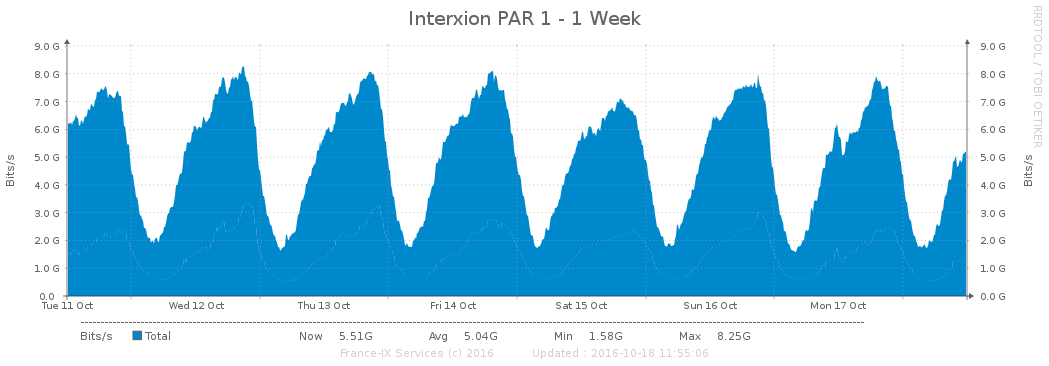 Interxion PAR 1 - 1 Week
RRDTOOL / TOBI OETIKER
Bits/s
9.0 G 9.0 G
8.0 G 8.0 G
7.0 G 7.0 G
6.0 G 6.0 G
5.0 G 5.0 G
4.0 G 4.0 G
3.0 G 3.0 G
2.0 G 2.0 G
1.0 G 1.0 G
0.0 0.0 G
Bits/s
Tue 11 Oct Wed 12 Oct Thu 13 Oct Fri 14 Oct Sat 15 Oct Sun 16 Oct Mon 17 Oct
Bits/s Total Now 5.51G Avg 5.04G Min 1.58G Max 8.25G
France-IX Services (c) 2016 Updated : 2016-10-18 11:55:06